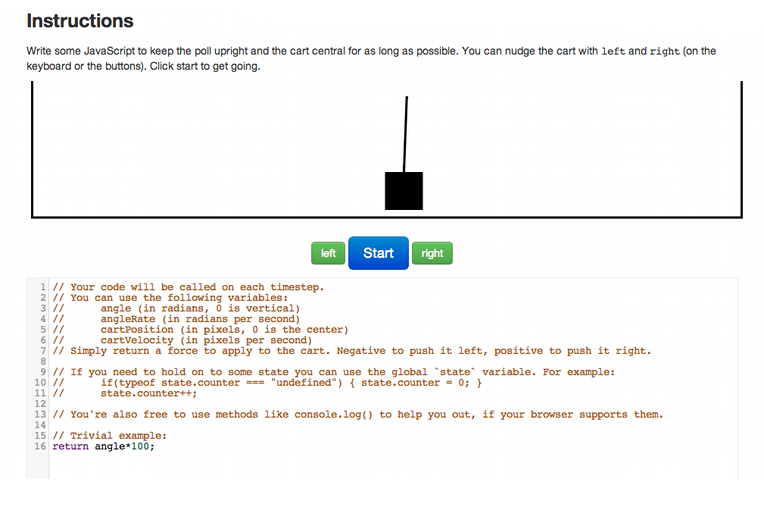 Instructions
Write some JavaScript to keep the poll upright and the cart central for as long as possible. You can nudge the cart with left and right (on the
keyboard or the buttons). Click start to get going.
left Start right
1 // Your code will be called on each timestep.
2 // You can use the following variables:
3 // angle (in radians, 0 is vertical)
4 // angleRate (in radians per second)
5 // cartPosition (in pixels, 0 is the center)
6 // cartVelocity (in pixels per second)
7 // Simply return a force to apply to the cart. Negative to push it left, positive to push it right.
8
9 // If you need to hold on to some state you can use the global `state` variable. For example:
10 // if(typeof state.counter === "undefined") { state.counter = 0; }
11 // state.counter++;
12
13 // You're also free to use methods like console.log() to help you out, if your browser supports them.
14
15 // Trivial example:
16 return angle*100;